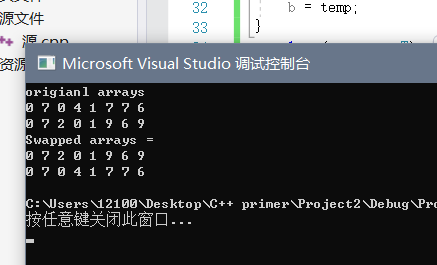 源文件
源.cpp
资源
32
b = temp;
33
}
Microsoft Visual Studio 调试控制台
origianl arrays
0 7 0 4 1 7 7 6
0 7 2 0 1 9 6 9
Swapped arrays =
0 7 2 0 1 9 6 9
0 7 0 4 1 7 7 6
C:\Users\12100\Desktop\C++ primer\Project2\Debug\Pro
按任意键关闭此窗口...